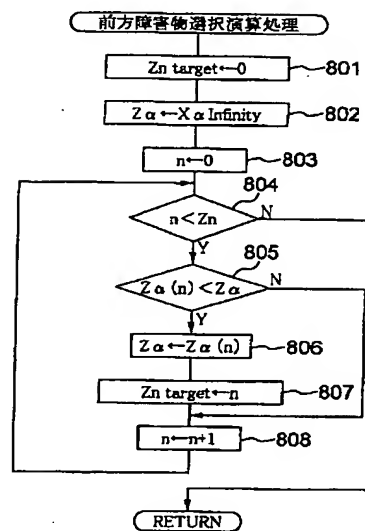 前方障害物選択演算処理
Zn target←0
801
Zα←Xα Infinity
802
n←0
803
804
n<Zn
N
Y
805
Zα(n)<Zα
N
Y
Zα←Zα(n)
806
Zn target←n
807
n←n+1
808
RETURN